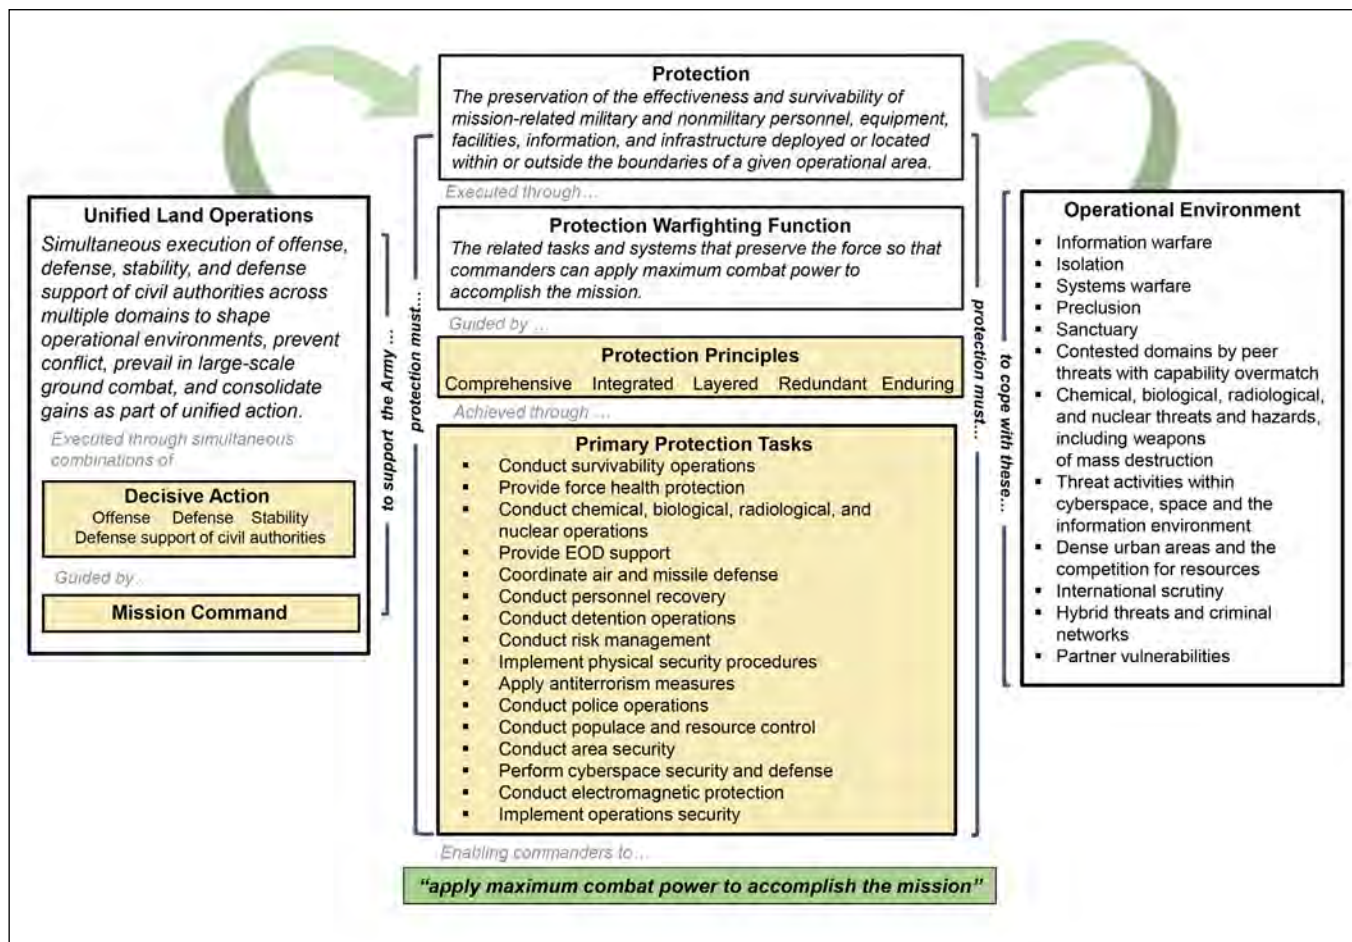 Protection
The preservation of the effectiveness and survivability of
mission-related military and nonmilitary personnel, equipment,
facilities, information, and infrastructure deployed or located
within or outside the boundaries of a given operational area.
Executed through…
Protection Warfighting Function
The related tasks and systems that preserve the force so that
commanders can apply maximum combat power to
accomplish the mission.
Guided by …
Protection Principles
Comprehensive Integrated Layered Redundant Enduring
Achieved through …
Primary Protection Tasks
▪ Conduct survivability operations
▪ Provide force health protection
▪ Conduct chemical, biological, radiological, and
nuclear operations
▪ Provide EOD support
▪ Coordinate air and missile defense
▪ Conduct personnel recovery
▪ Conduct detention operations
▪ Conduct risk management
▪ Implement physical security procedures
▪ Apply antiterrorism measures
▪ Conduct police operations
▪ Conduct populace and resource control
▪ Conduct area security
▪ Perform cyberspace security and defense
▪ Conduct electromagnetic protection
▪ Implement operations security
Enabling commanders to…
“apply maximum combat power to accomplish the mission”
Unified Land Operations
Simultaneous execution of offense,
defense, stability, and defense
support of civil authorities across
multiple domains to shape
operational environments, prevent
conflict, prevail in large-scale
ground combat, and consolidate
gains as part of unified action.
Executed through simultaneous
combinations of
Decisive Action
Offense Defense Stability
Defense support of civil authorities
Guided by…
Mission Command
to support the Army …
protection must…
protection must…
to cope with these…
Operational Environment
▪ Information warfare
▪ Isolation
▪ Systems warfare
▪ Preclusion
▪ Sanctuary
▪ Contested domains by peer
threats with capability overmatch
▪ Chemical, biological, radiological,
and nuclear threats and hazards,
including weapons
of mass destruction
▪ Threat activities within
cyberspace, space and the
information environment
▪ Dense urban areas and the
competition for resources
▪ International scrutiny
▪ Hybrid threats and criminal
networks
▪ Partner vulnerabilities